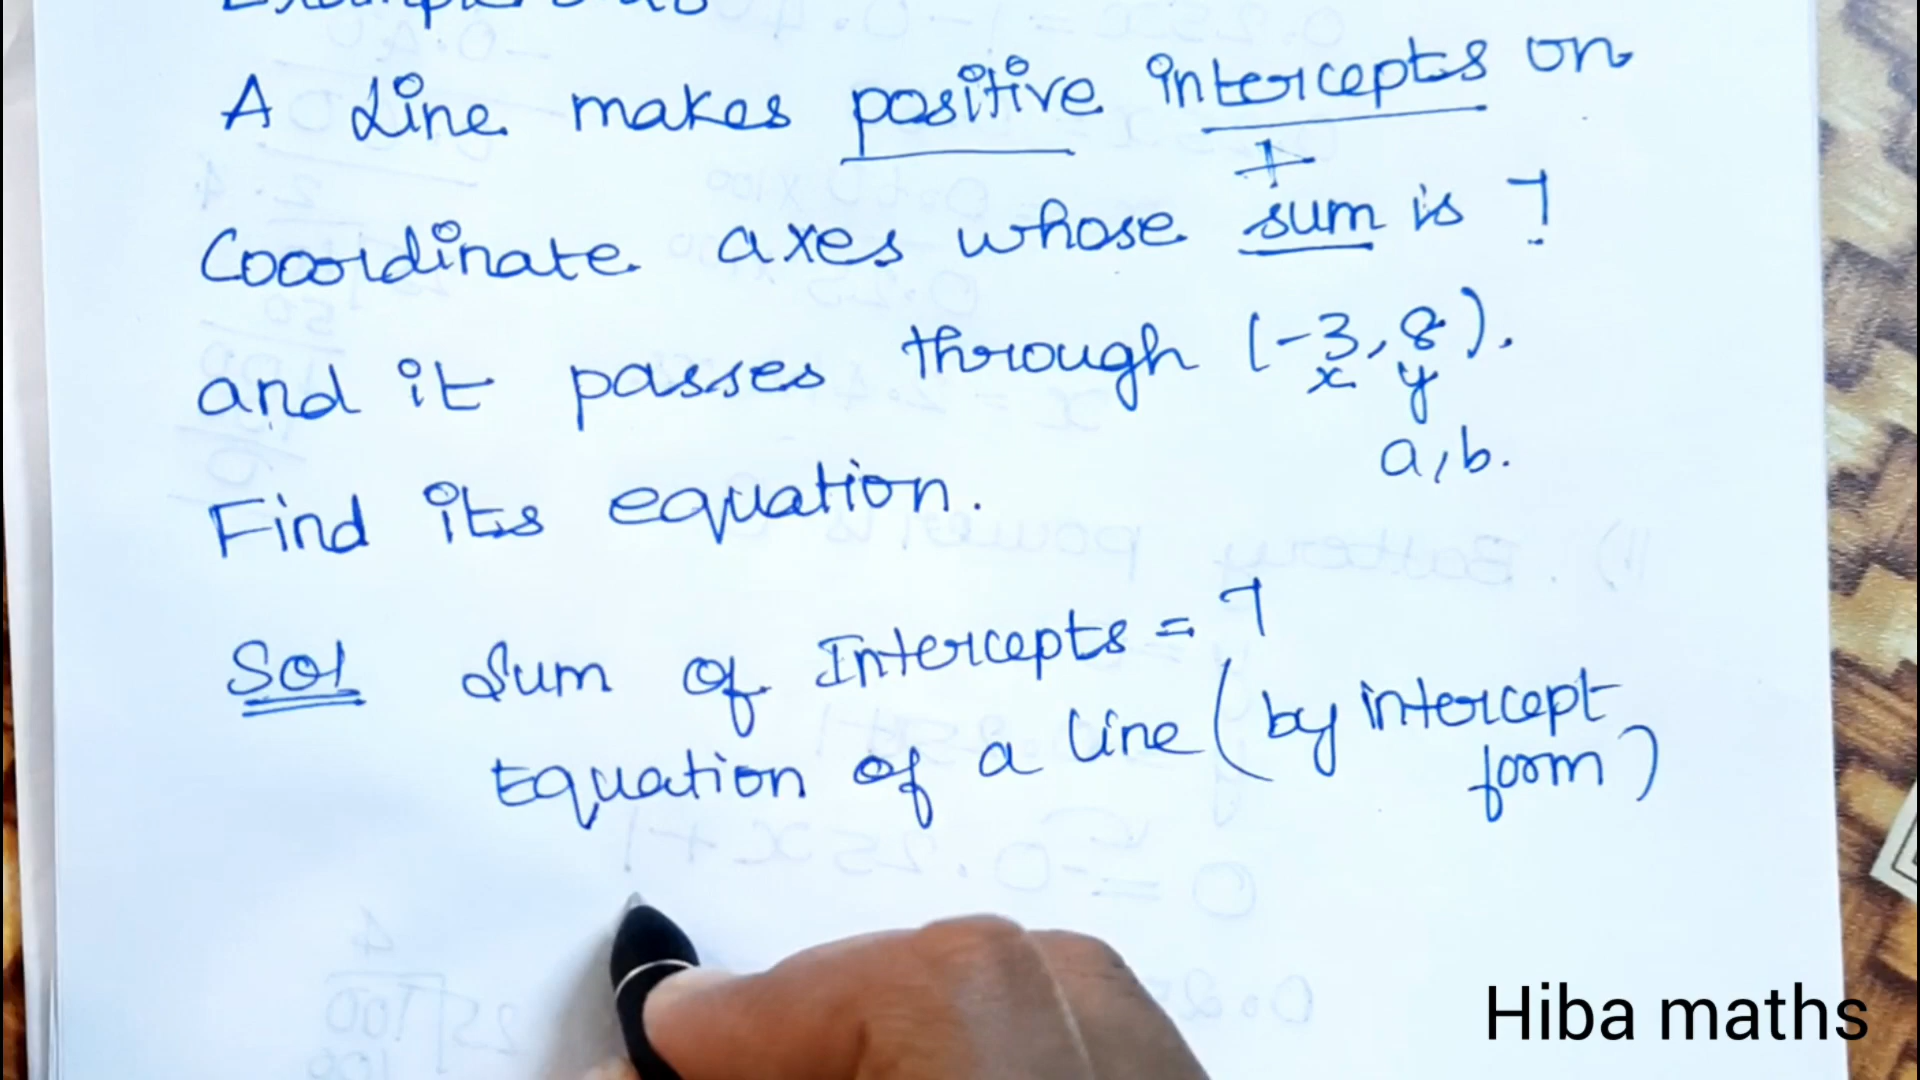 A Line makes positive intercepts on
+
Coordinate axes whose sum is 7
and it passes through (-3, 8).
x y
a, b.
Find its equation.
Sol Sum of Intercepts = 7
Equation of a line (by intercept
form)
Hiba maths